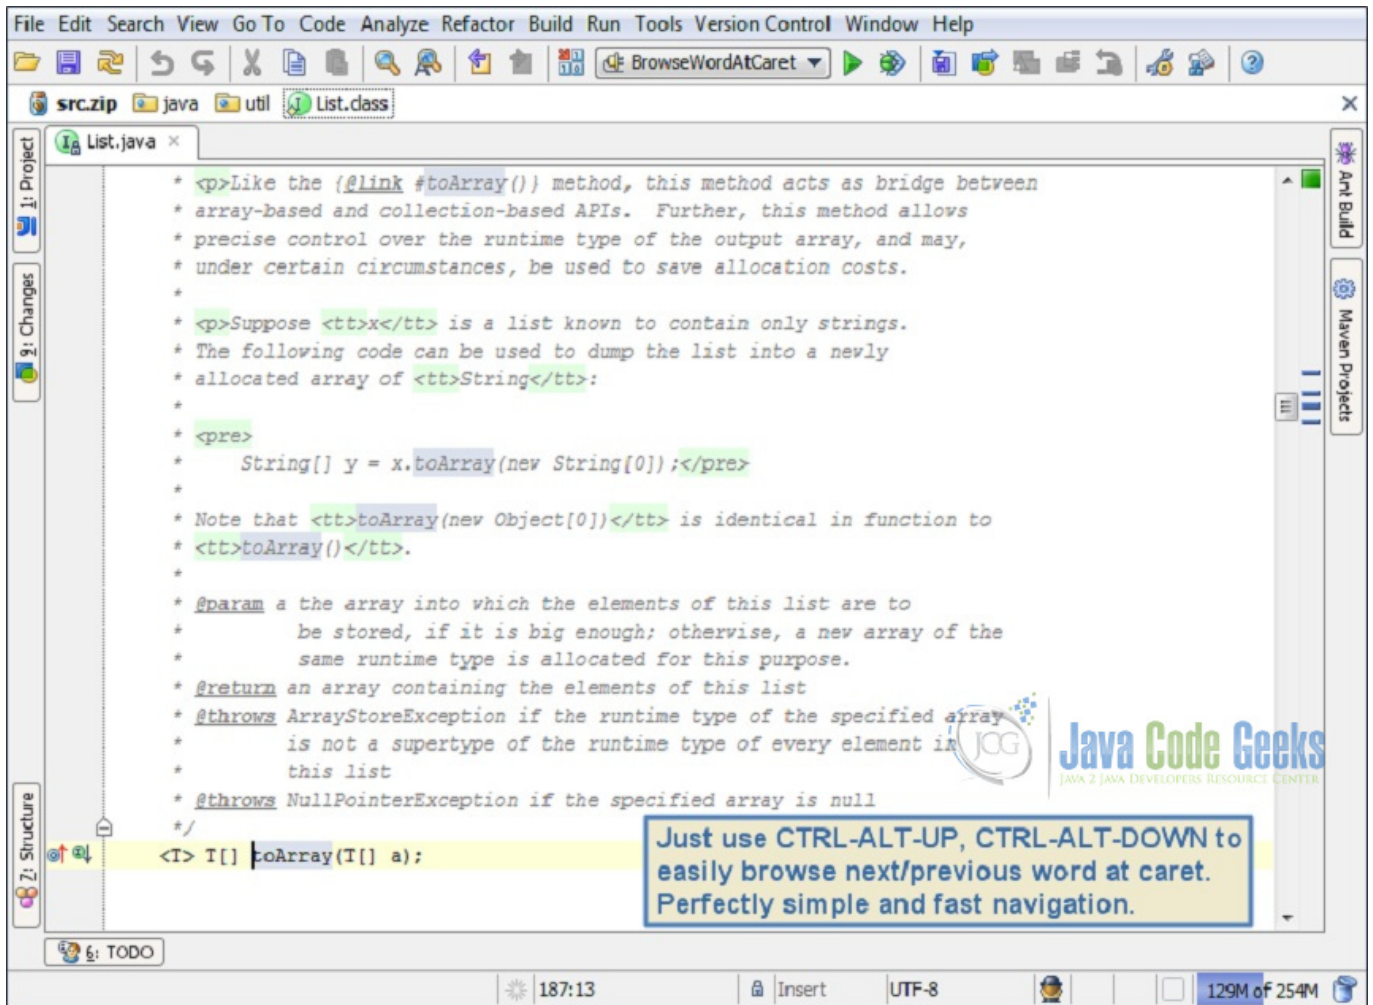 File Edit Search View Go To Code Analyze Refactor Build Run Tools Version Control Window Help
BrowseWordAtCaret
src.zip java util List.class
1: Project
9: Changes
7: Structure
List.java
* <p>Like the {@link #toArray()} method, this method acts as bridge between
* array-based and collection-based APIs.  Further, this method allows
* precise control over the runtime type of the output array, and may,
* under certain circumstances, be used to save allocation costs.
*
* <p>Suppose <tt>x</tt> is a list known to contain only strings.
* The following code can be used to dump the list into a newly
* allocated array of <tt>String</tt>:
*
* <pre>
*     String[] y = x.toArray(new String[0]);</pre>
*
* Note that <tt>toArray(new Object[0])</tt> is identical in function to
* <tt>toArray()</tt>.
*
* @param a the array into which the elements of this list are to
*          be stored, if it is big enough; otherwise, a new array of the
*          same runtime type is allocated for this purpose.
* @return an array containing the elements of this list
* @throws ArrayStoreException if the runtime type of the specified array
*         is not a supertype of the runtime type of every element in
*         this list
* @throws NullPointerException if the specified array is null
*/
<T> T[] toArray(T[] a);
JCG
Java Code Geeks
JAVA 2 JAVA DEVELOPERS RESOURCE CENTER
Just use CTRL-ALT-UP, CTRL-ALT-DOWN to
easily browse next/previous word at caret.
Perfectly simple and fast navigation.
Ant Build
Maven Projects
6: TODO
187:13 Insert UTF-8 129M of 254M